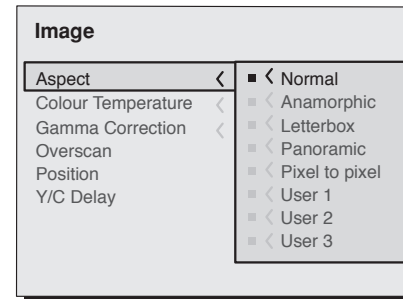 Image
Aspect
Colour Temperature
Gamma Correction
Overscan
Position
Y/C Delay
Normal
Anamorphic
Letterbox
Panoramic
Pixel to pixel
User 1
User 2
User 3